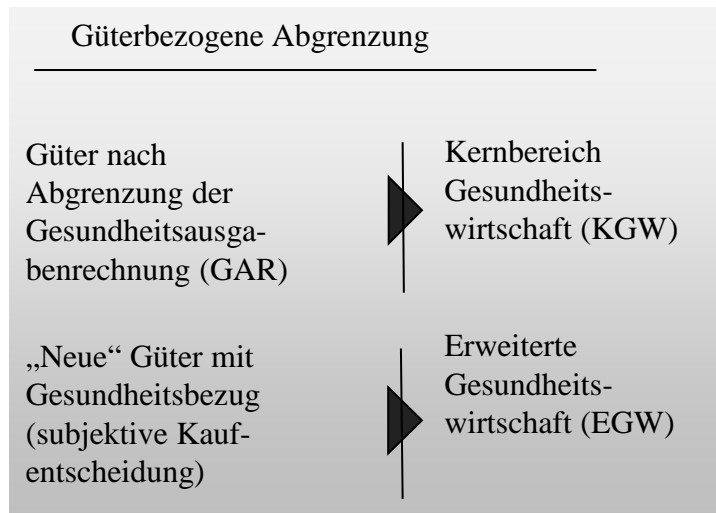 Güterbezogene Abgrenzung
Güter nach
Abgrenzung der
Gesundheitsausga-
benrechnung (GAR)
Kernbereich
Gesundheits-
wirtschaft (KGW)
„Neue“ Güter mit
Gesundheitsbezug
(subjektive Kauf-
entscheidung)
Erweiterte
Gesundheits-
wirtschaft (EGW)